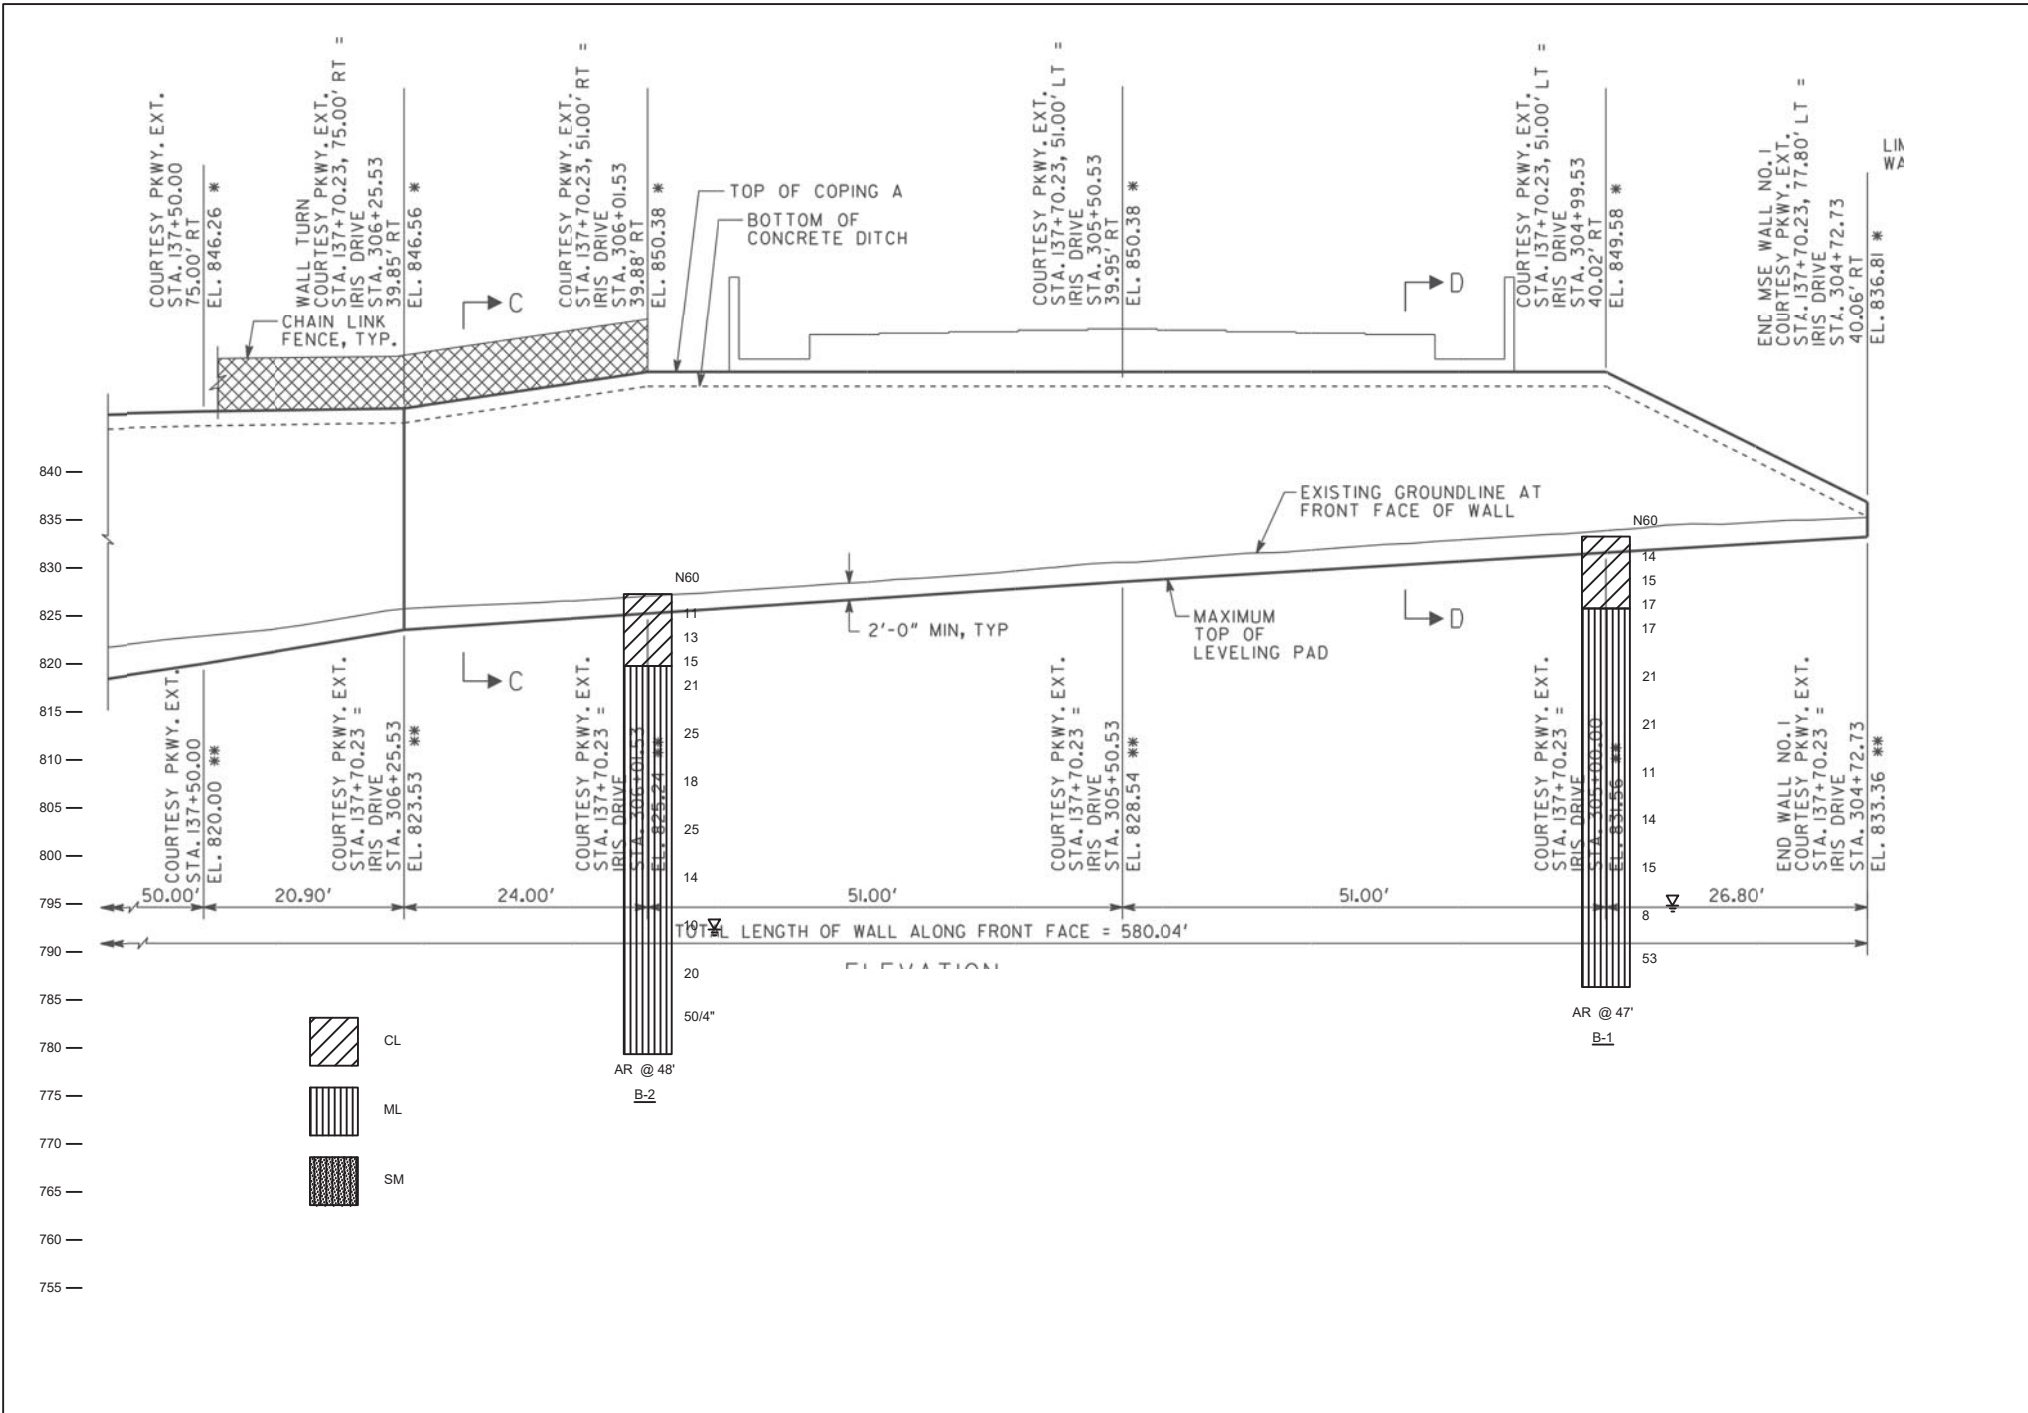 COURTESY PKWY. EXT.
STA. 137+50.00
75.00' RT
EL. 846.26 *
WALL TURN
COURTESY PKWY. EXT.
STA. 137+70.23, 75.00' RT =
IRIS DRIVE
STA. 306+25.53
39.85' RT
EL. 846.56 *
COURTESY PKWY. EXT.
STA. 137+70.23, 51.00' RT =
IRIS DRIVE
STA. 306+01.53
39.88' RT
EL. 850.38 *
COURTESY PKWY. EXT.
STA. 137+70.23, 51.00' LT =
IRIS DRIVE
STA. 305+50.53
39.95' RT
EL. 850.38 *
COURTESY PKWY. EXT.
STA. 137+70.23, 51.00' LT =
IRIS DRIVE
STA. 304+99.53
40.02' RT
EL. 849.58 *
END MSE WALL NO. 1
COURTESY PKWY. EXT.
STA. 137+70.23, 77.80' LT =
IRIS DRIVE
STA. 304+72.73
40.06' RT
EL. 836.81 *
TOP OF COPING A
BOTTOM OF
CONCRETE DITCH
C
D
CHAIN LINK
FENCE, TYP.
EXISTING GROUNDLINE AT
FRONT FACE OF WALL
2'-0" MIN, TYP
MAXIMUM
TOP OF
LEVELING PAD
C
D
840
835
830
825
820
815
810
805
800
795
790
785
780
775
770
765
760
755
N60
11
13
15
21
25
18
25
14
10
20
50/4"
AR @ 48'
B-2
N60
14
15
17
17
21
21
11
14
15
8
53
AR @ 47'
B-1
COURTESY PKWY. EXT.
STA. 137+50.00
EL. 820.00 **
COURTESY PKWY. EXT.
STA. 137+70.23 =
IRIS DRIVE
STA. 306+25.53
EL. 823.53 **
COURTESY PKWY. EXT.
STA. 137+70.23 =
IRIS DRIVE
STA. 306+01.53
EL. 825.24 **
COURTESY PKWY. EXT.
STA. 137+70.23 =
IRIS DRIVE
STA. 305+50.53
EL. 828.54 **
COURTESY PKWY. EXT.
STA. 137+70.23 =
IRIS DRIVE
STA. 305+00.00
EL. 831.56 **
END WALL NO. 1
COURTESY PKWY. EXT.
STA. 137+70.23 =
IRIS DRIVE
STA. 304+72.73
EL. 833.36 **
50.00' 20.90' 24.00' 51.00' 51.00' 26.80'
TOTAL LENGTH OF WALL ALONG FRONT FACE = 580.04'
ELEVATION
CL
ML
SM